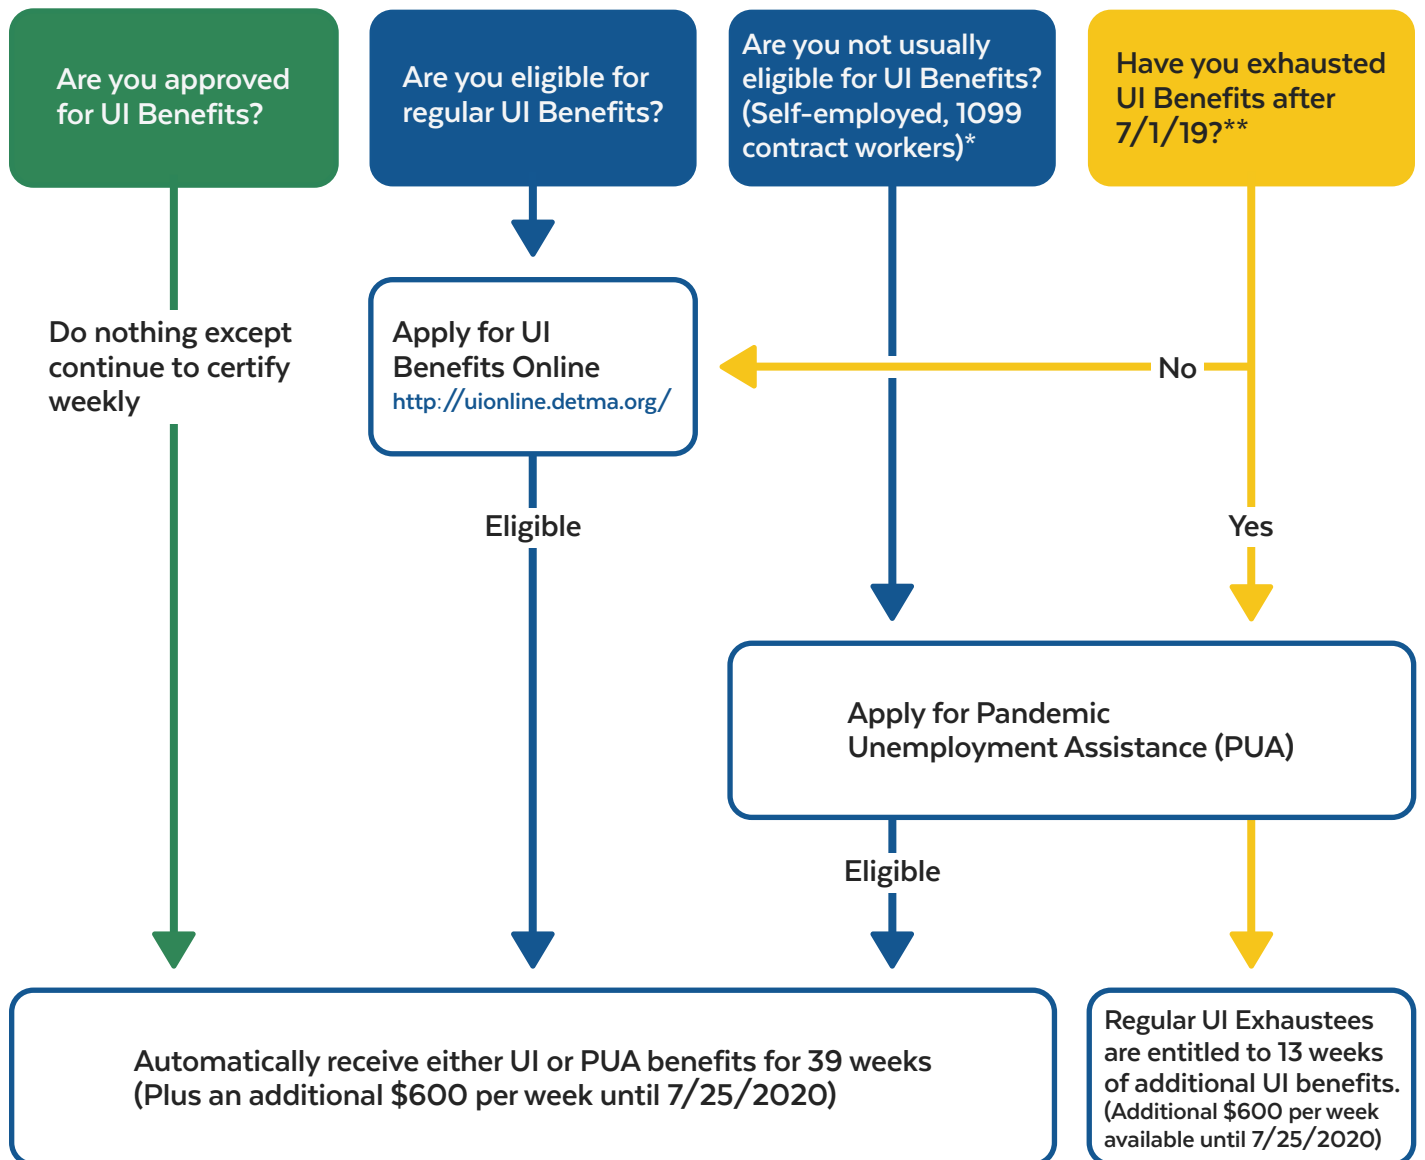 Are you approved
for UI Benefits?
Are you eligible for
regular UI Benefits?
Are you not usually
eligible for UI Benefits?
(Self-employed, 1099
contract workers)*
Have you exhausted
UI Benefits after
7/1/19?**
Do nothing except
continue to certify
weekly
Apply for UI
Benefits Online
http://uionline.detma.org/
No
Eligible
Yes
Apply for Pandemic
Unemployment Assistance (PUA)
Eligible
Automatically receive either UI or PUA benefits for 39 weeks
(Plus an additional $600 per week until 7/25/2020)
Regular UI Exhaustees
are entitled to 13 weeks
of additional UI benefits.
(Additional $600 per week
available until 7/25/2020)